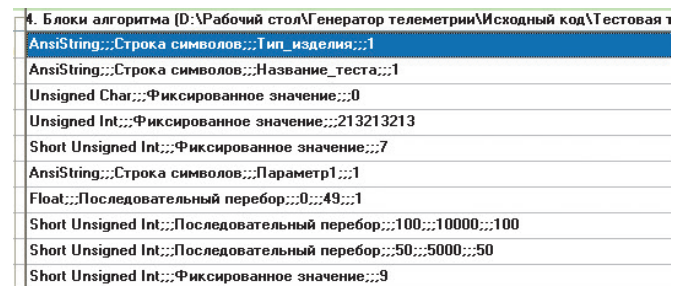 4. Блоки алгоритма (D:\Рабочий стол\Генератор телеметрии\Исходный код\Тестовая т
AnsiString;;;Строка символов;;;Тип_изделия;;;1
AnsiString;;;Строка символов;;;Название_теста;;;1
Unsigned Char;;;Фиксированное значение;;;0
Unsigned Int;;;Фиксированное значение;;;213213213
Short Unsigned Int;;;Фиксированное значение;;;7
AnsiString;;;Строка символов;;;Параметр1;;;1
Float;;;Последовательный перебор;;;0;;;49;;;1
Short Unsigned Int;;;Последовательный перебор;;;100;;;10000;;;100
Short Unsigned Int;;;Последовательный перебор;;;50;;;5000;;;50
Short Unsigned Int;;;Фиксированное значение;;;9